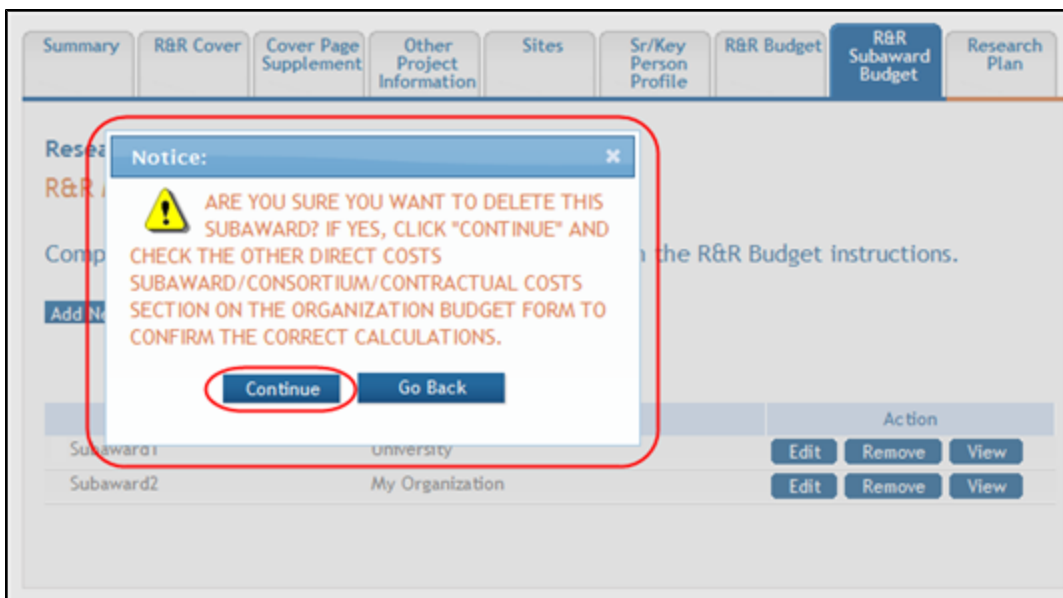 Summary R&R Cover Cover Page Supplement Other Project Information Sites Sr/Key Person Profile R&R Budget R&R Subaward Budget Research Plan
Notice:
R&R
ARE YOU SURE YOU WANT TO DELETE THIS
SUBAWARD? IF YES, CLICK "CONTINUE" AND
CHECK THE OTHER DIRECT COSTS
the R&R Budget instructions.
SUBAWARD/CONSORTIUM/CONTRACTUAL COSTS
SECTION ON THE ORGANIZATION BUDGET FORM TO
CONFIRM THE CORRECT CALCULATIONS.
Continue Go Back
Action
Subaward1 University Edit Remove View
Subaward2 My Organization Edit Remove View